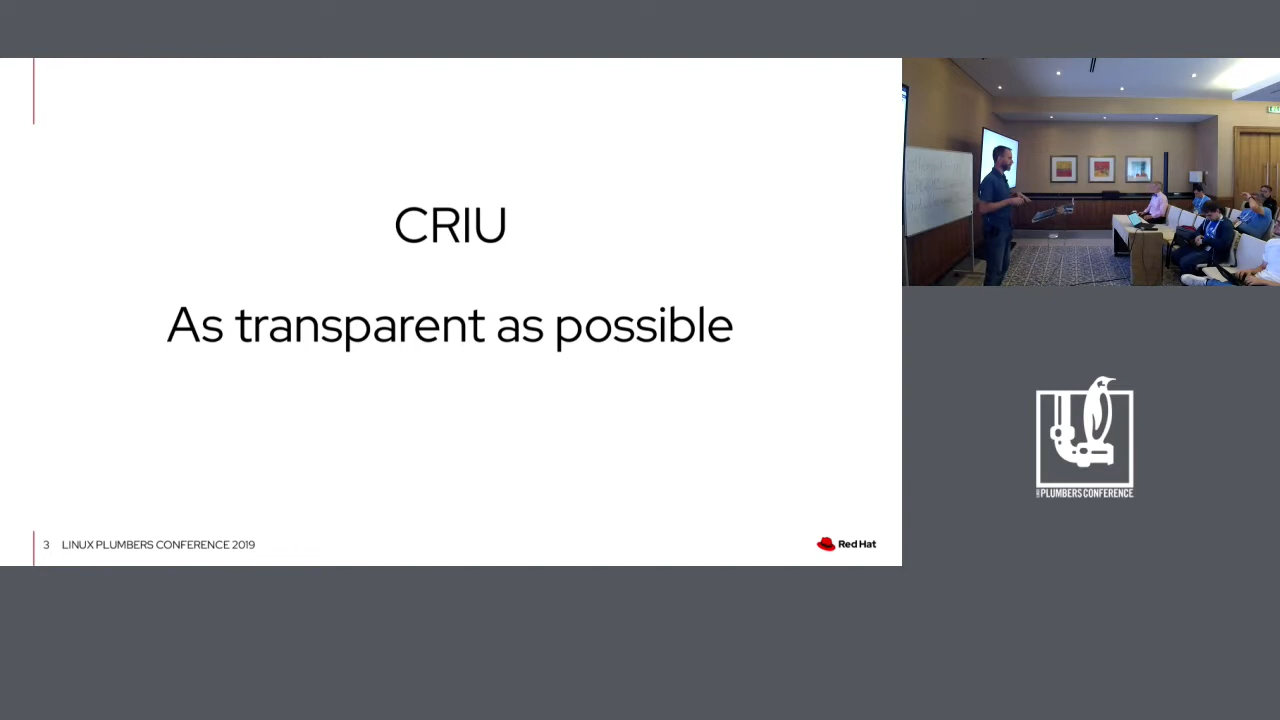 CRIU
As transparent as possible
3 LINUX PLUMBERS CONFERENCE 2019
Red Hat
PLUMBERS CONFERENCE